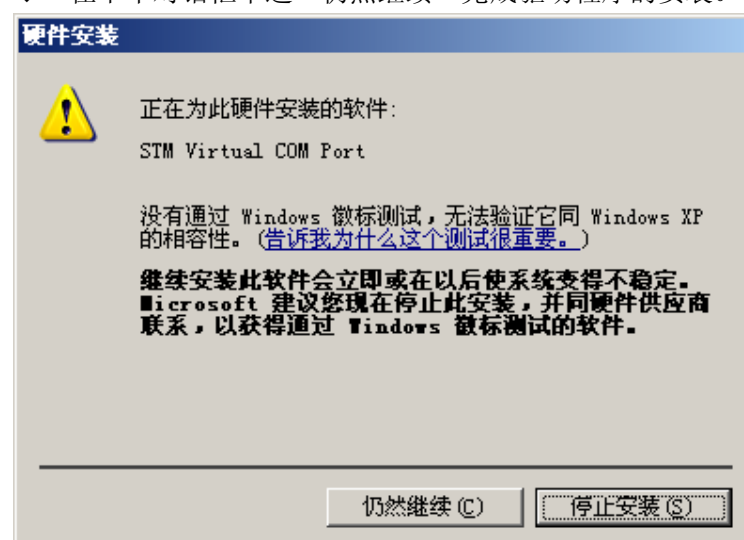 硬件安装
正在为此硬件安装的软件:
STM Virtual COM Port
没有通过 Windows 徽标测试，无法验证它同 Windows XP
的相容性。(告诉我为什么这个测试很重要。)
继续安装此软件会立即或在以后使系统变得不稳定。
Microsoft 建议您现在停止此安装，并同硬件供应商
联系，以获得通过 Windows 徽标测试的软件。
仍然继续(C)
停止安装(S)